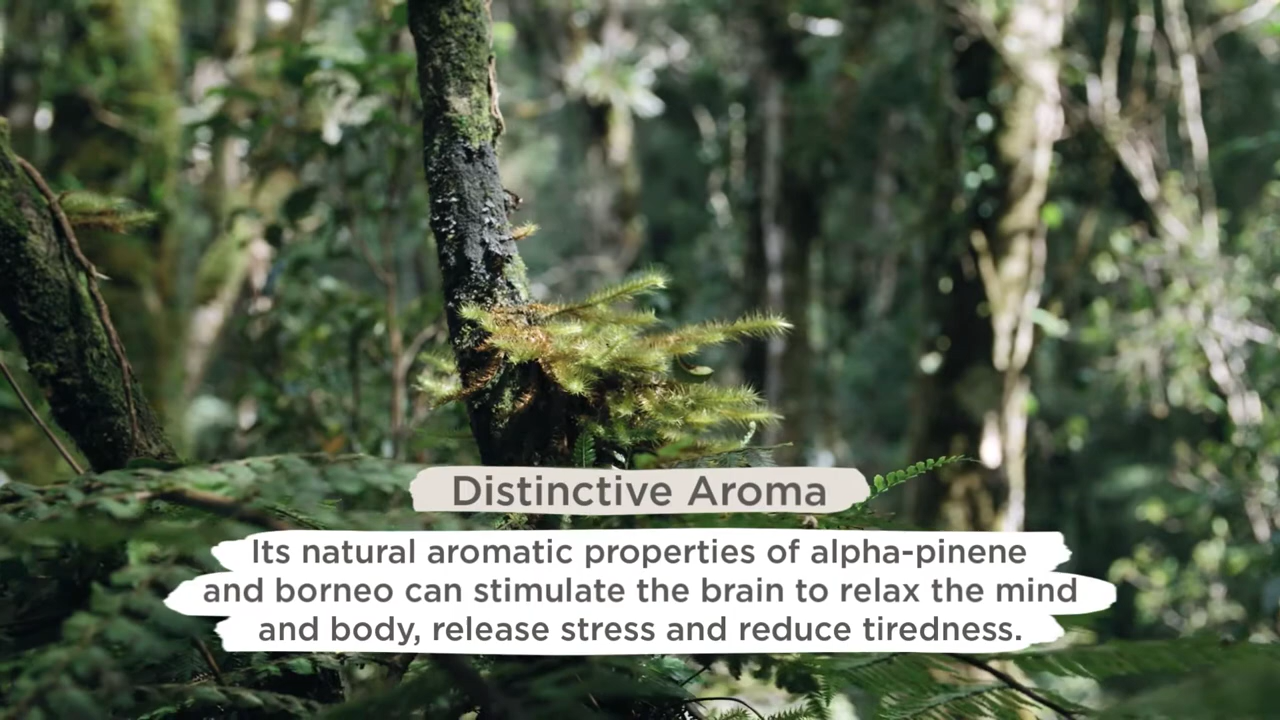 Distinctive Aroma
Its natural aromatic properties of alpha-pinene
and borneo can stimulate the brain to relax the mind
and body, release stress and reduce tiredness.